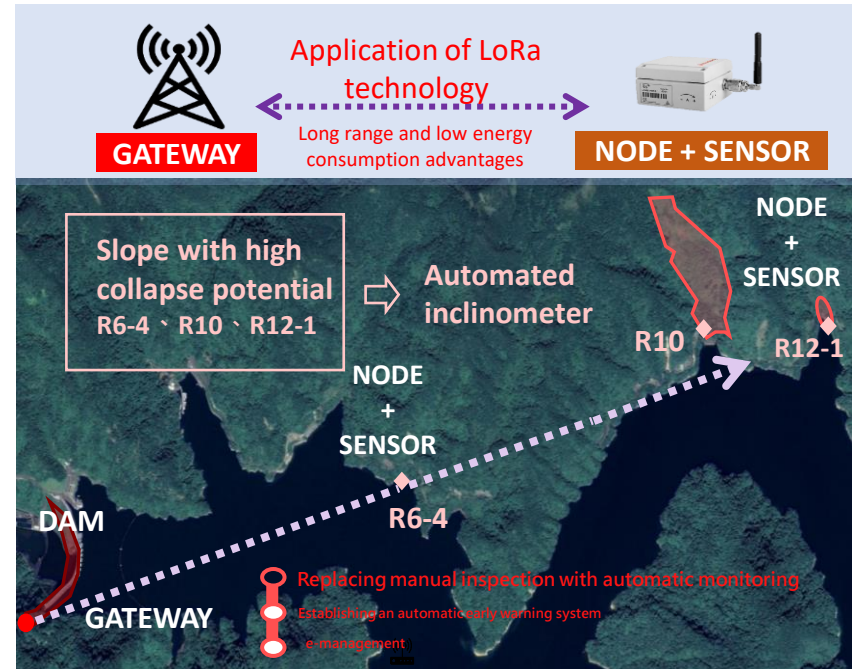 Application of LoRa
technology
Long range and low energy
consumption advantages
GATEWAY
NODE + SENSOR
Slope with high
collapse potential
R6-4、R10、R12-1
Automated
inclinometer
NODE
+
SENSOR
R10
R12-1
NODE
+
SENSOR
R6-4
DAM
GATEWAY
Replacing manual inspection with automatic monitoring
Establishing an automatic early warning system
e-management